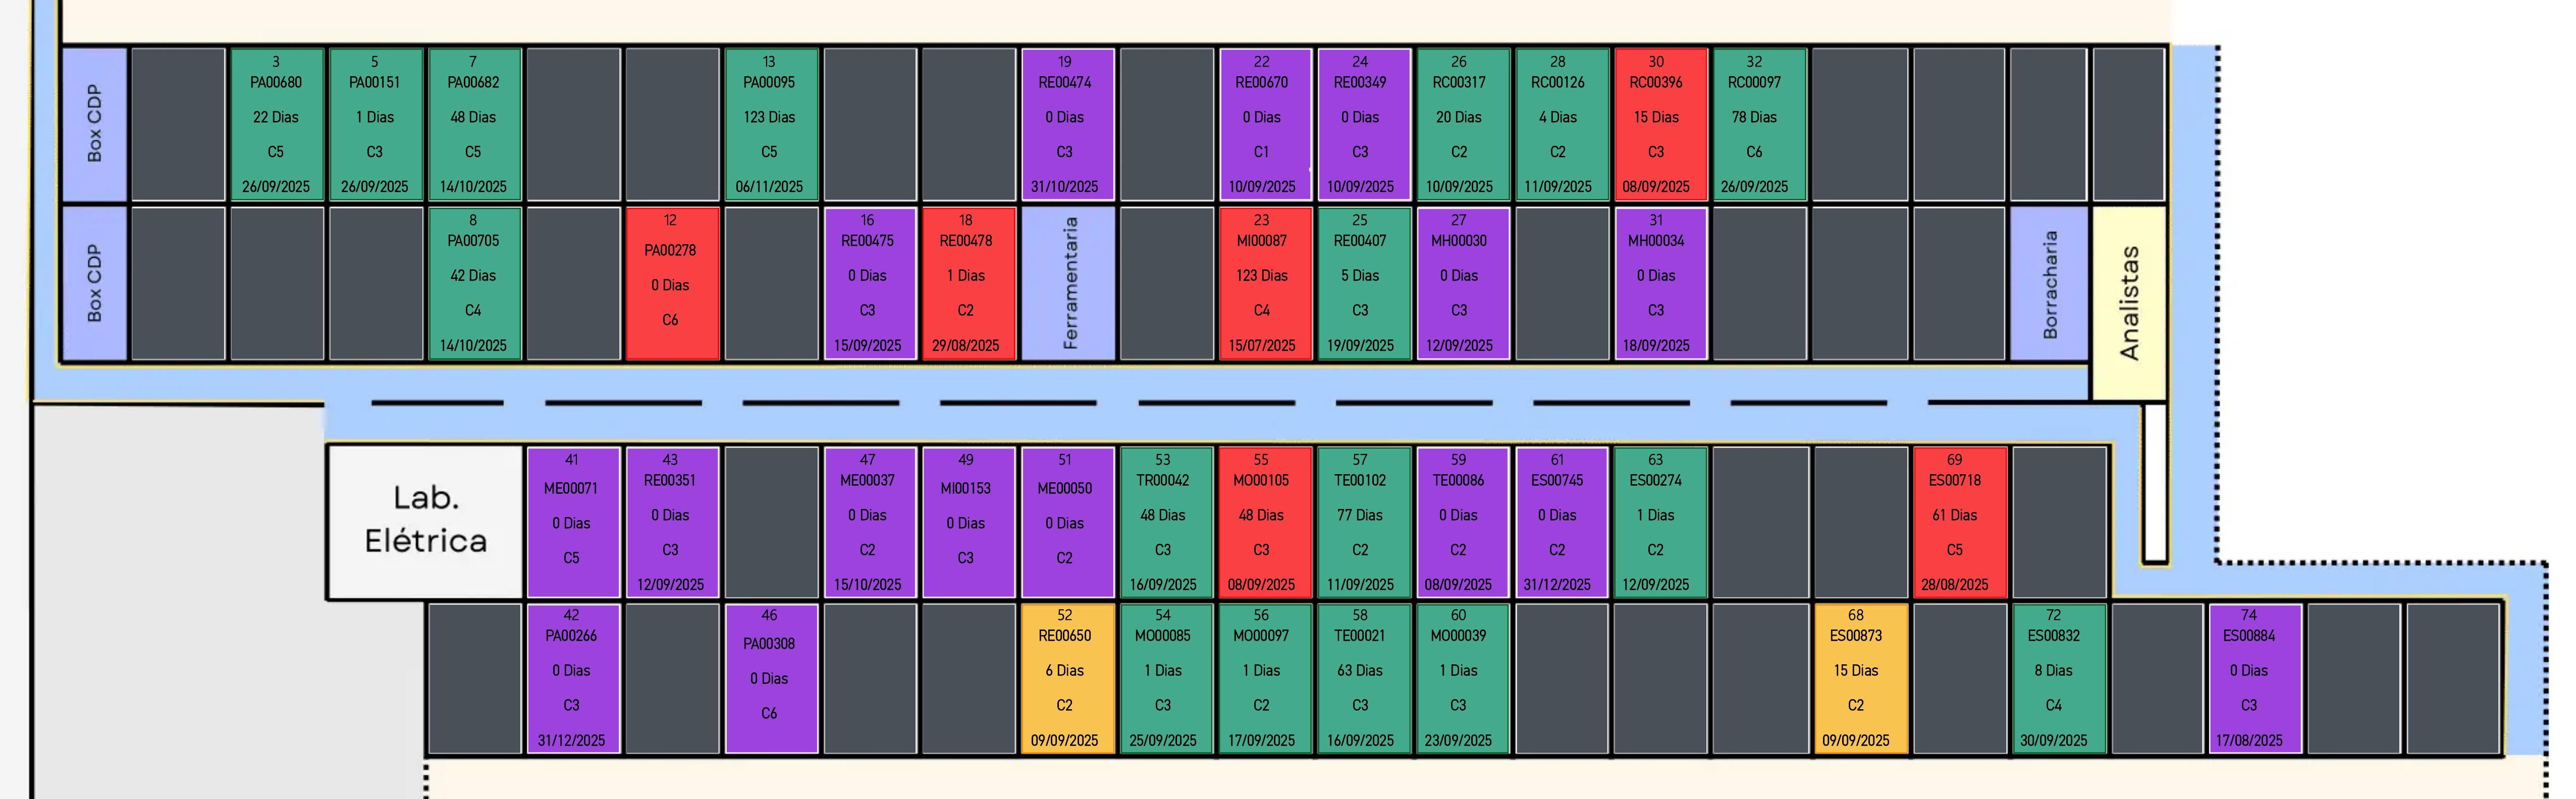 Box CDP
3
PA00680
22 Dias
C5
26/09/2025
5
PA00151
1 Dias
C3
26/09/2025
7
PA00682
48 Dias
C5
14/10/2025
13
PA00095
123 Dias
C5
06/11/2025
19
RE00474
0 Dias
C3
31/10/2025
22
RE00670
0 Dias
C1
10/09/2025
24
RE00349
0 Dias
C3
10/09/2025
26
RC00317
20 Dias
C2
10/09/2025
28
RC00126
4 Dias
C2
11/09/2025
30
RC00396
15 Dias
C3
08/09/2025
32
RC00097
78 Dias
C6
26/09/2025
Box CDP
8
PA00705
42 Dias
C4
14/10/2025
12
PA00278
0 Dias
C6
16
RE00475
0 Dias
C3
15/09/2025
18
RE00478
1 Dias
C2
29/08/2025
Ferramentaria
23
MI00087
123 Dias
C4
15/07/2025
25
RE00407
5 Dias
C3
19/09/2025
27
MH00030
0 Dias
C3
12/09/2025
31
MH00034
0 Dias
C3
18/09/2025
Borracharia
Analistas
Lab.
Elétrica
41
ME00071
0 Dias
C5
43
RE00351
0 Dias
C3
12/09/2025
47
ME00037
0 Dias
C2
15/10/2025
49
MI00153
0 Dias
C3
51
ME00050
0 Dias
C2
53
TR00042
48 Dias
C3
16/09/2025
55
MO00105
48 Dias
C3
08/09/2025
57
TE00102
77 Dias
C2
11/09/2025
59
TE00086
0 Dias
C2
08/09/2025
61
ES00745
0 Dias
C2
31/12/2025
63
ES00274
1 Dias
C2
12/09/2025
69
ES00718
61 Dias
C5
28/08/2025
42
PA00266
0 Dias
C3
31/12/2025
46
PA00308
0 Dias
C6
52
RE00650
6 Dias
C2
09/09/2025
54
MO00085
1 Dias
C3
25/09/2025
56
MO00097
1 Dias
C2
17/09/2025
58
TE00021
63 Dias
C3
16/09/2025
60
MO00039
1 Dias
C3
23/09/2025
68
ES00873
15 Dias
C2
09/09/2025
72
ES00832
8 Dias
C4
30/09/2025
74
ES00884
0 Dias
C3
17/08/2025